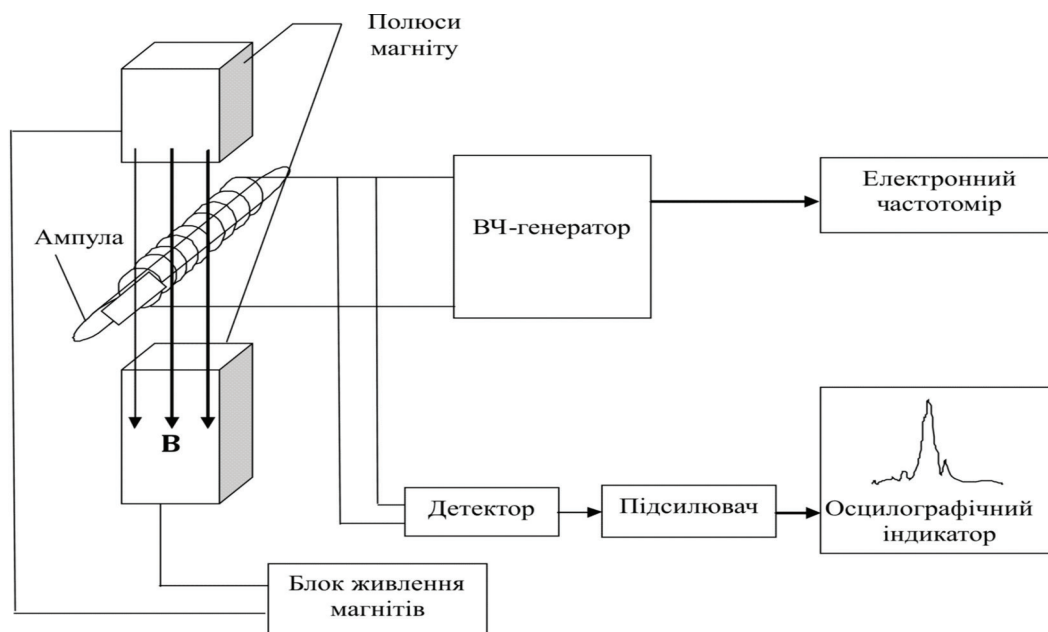 Полюси
магніту
Ампула
ВЧ-генератор
Електронний
частотомір
В
Детектор
Підсилювач
Осцилографічний
індикатор
Блок живлення
магнітів